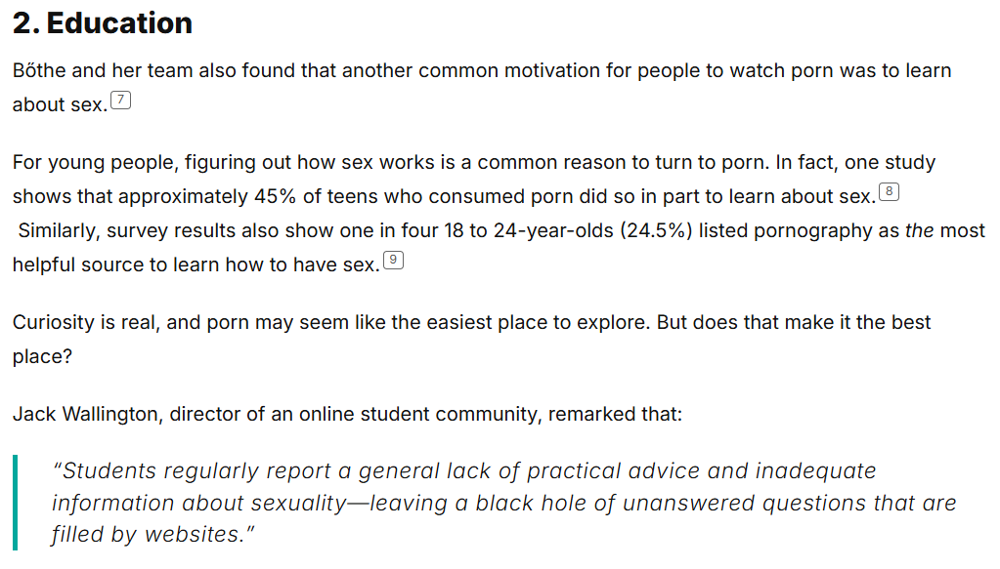 2. Education
Bőthe and her team also found that another common motivation for people to watch porn was to learn
about sex. 7
For young people, figuring out how sex works is a common reason to turn to porn. In fact, one study
shows that approximately 45% of teens who consumed porn did so in part to learn about sex. 8
Similarly, survey results also show one in four 18 to 24-year-olds (24.5%) listed pornography as the most
helpful source to learn how to have sex. 9
Curiosity is real, and porn may seem like the easiest place to explore. But does that make it the best
place?
Jack Wallington, director of an online student community, remarked that:
“Students regularly report a general lack of practical advice and inadequate
information about sexuality—leaving a black hole of unanswered questions that are
filled by websites.”